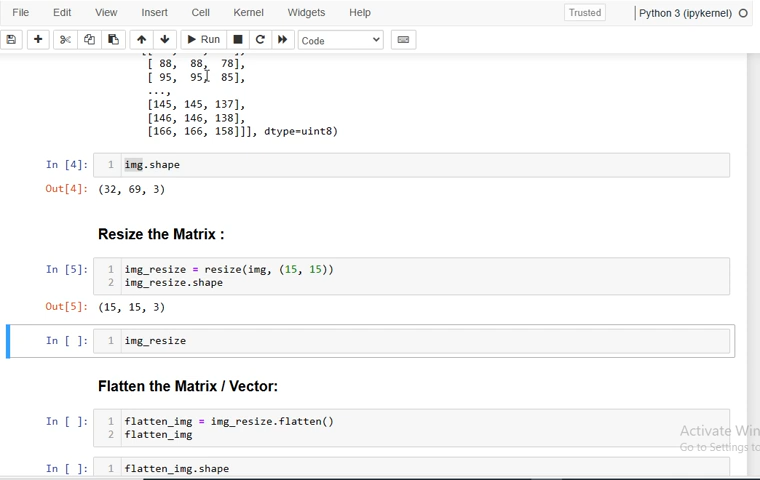 File Edit View Insert Cell Kernel Widgets Help Trusted Python 3 (ipykernel)
Run Code
[ 88, 88, 78],
[ 95, 95, 85],
...,
[145, 145, 137],
[146, 146, 138],
[166, 166, 158]]], dtype=uint8)
In [4]: 1 img.shape
Out[4]: (32, 69, 3)
Resize the Matrix :
In [5]: 1 img_resize = resize(img, (15, 15))
2 img_resize.shape
Out[5]: (15, 15, 3)
In [ ]: 1 img_resize
Flatten the Matrix / Vector:
In [ ]: 1 flatten_img = img_resize.flatten()
2 flatten_img
Activate Win
Go to Settings to
In [ ]: 1 flatten_img.shape